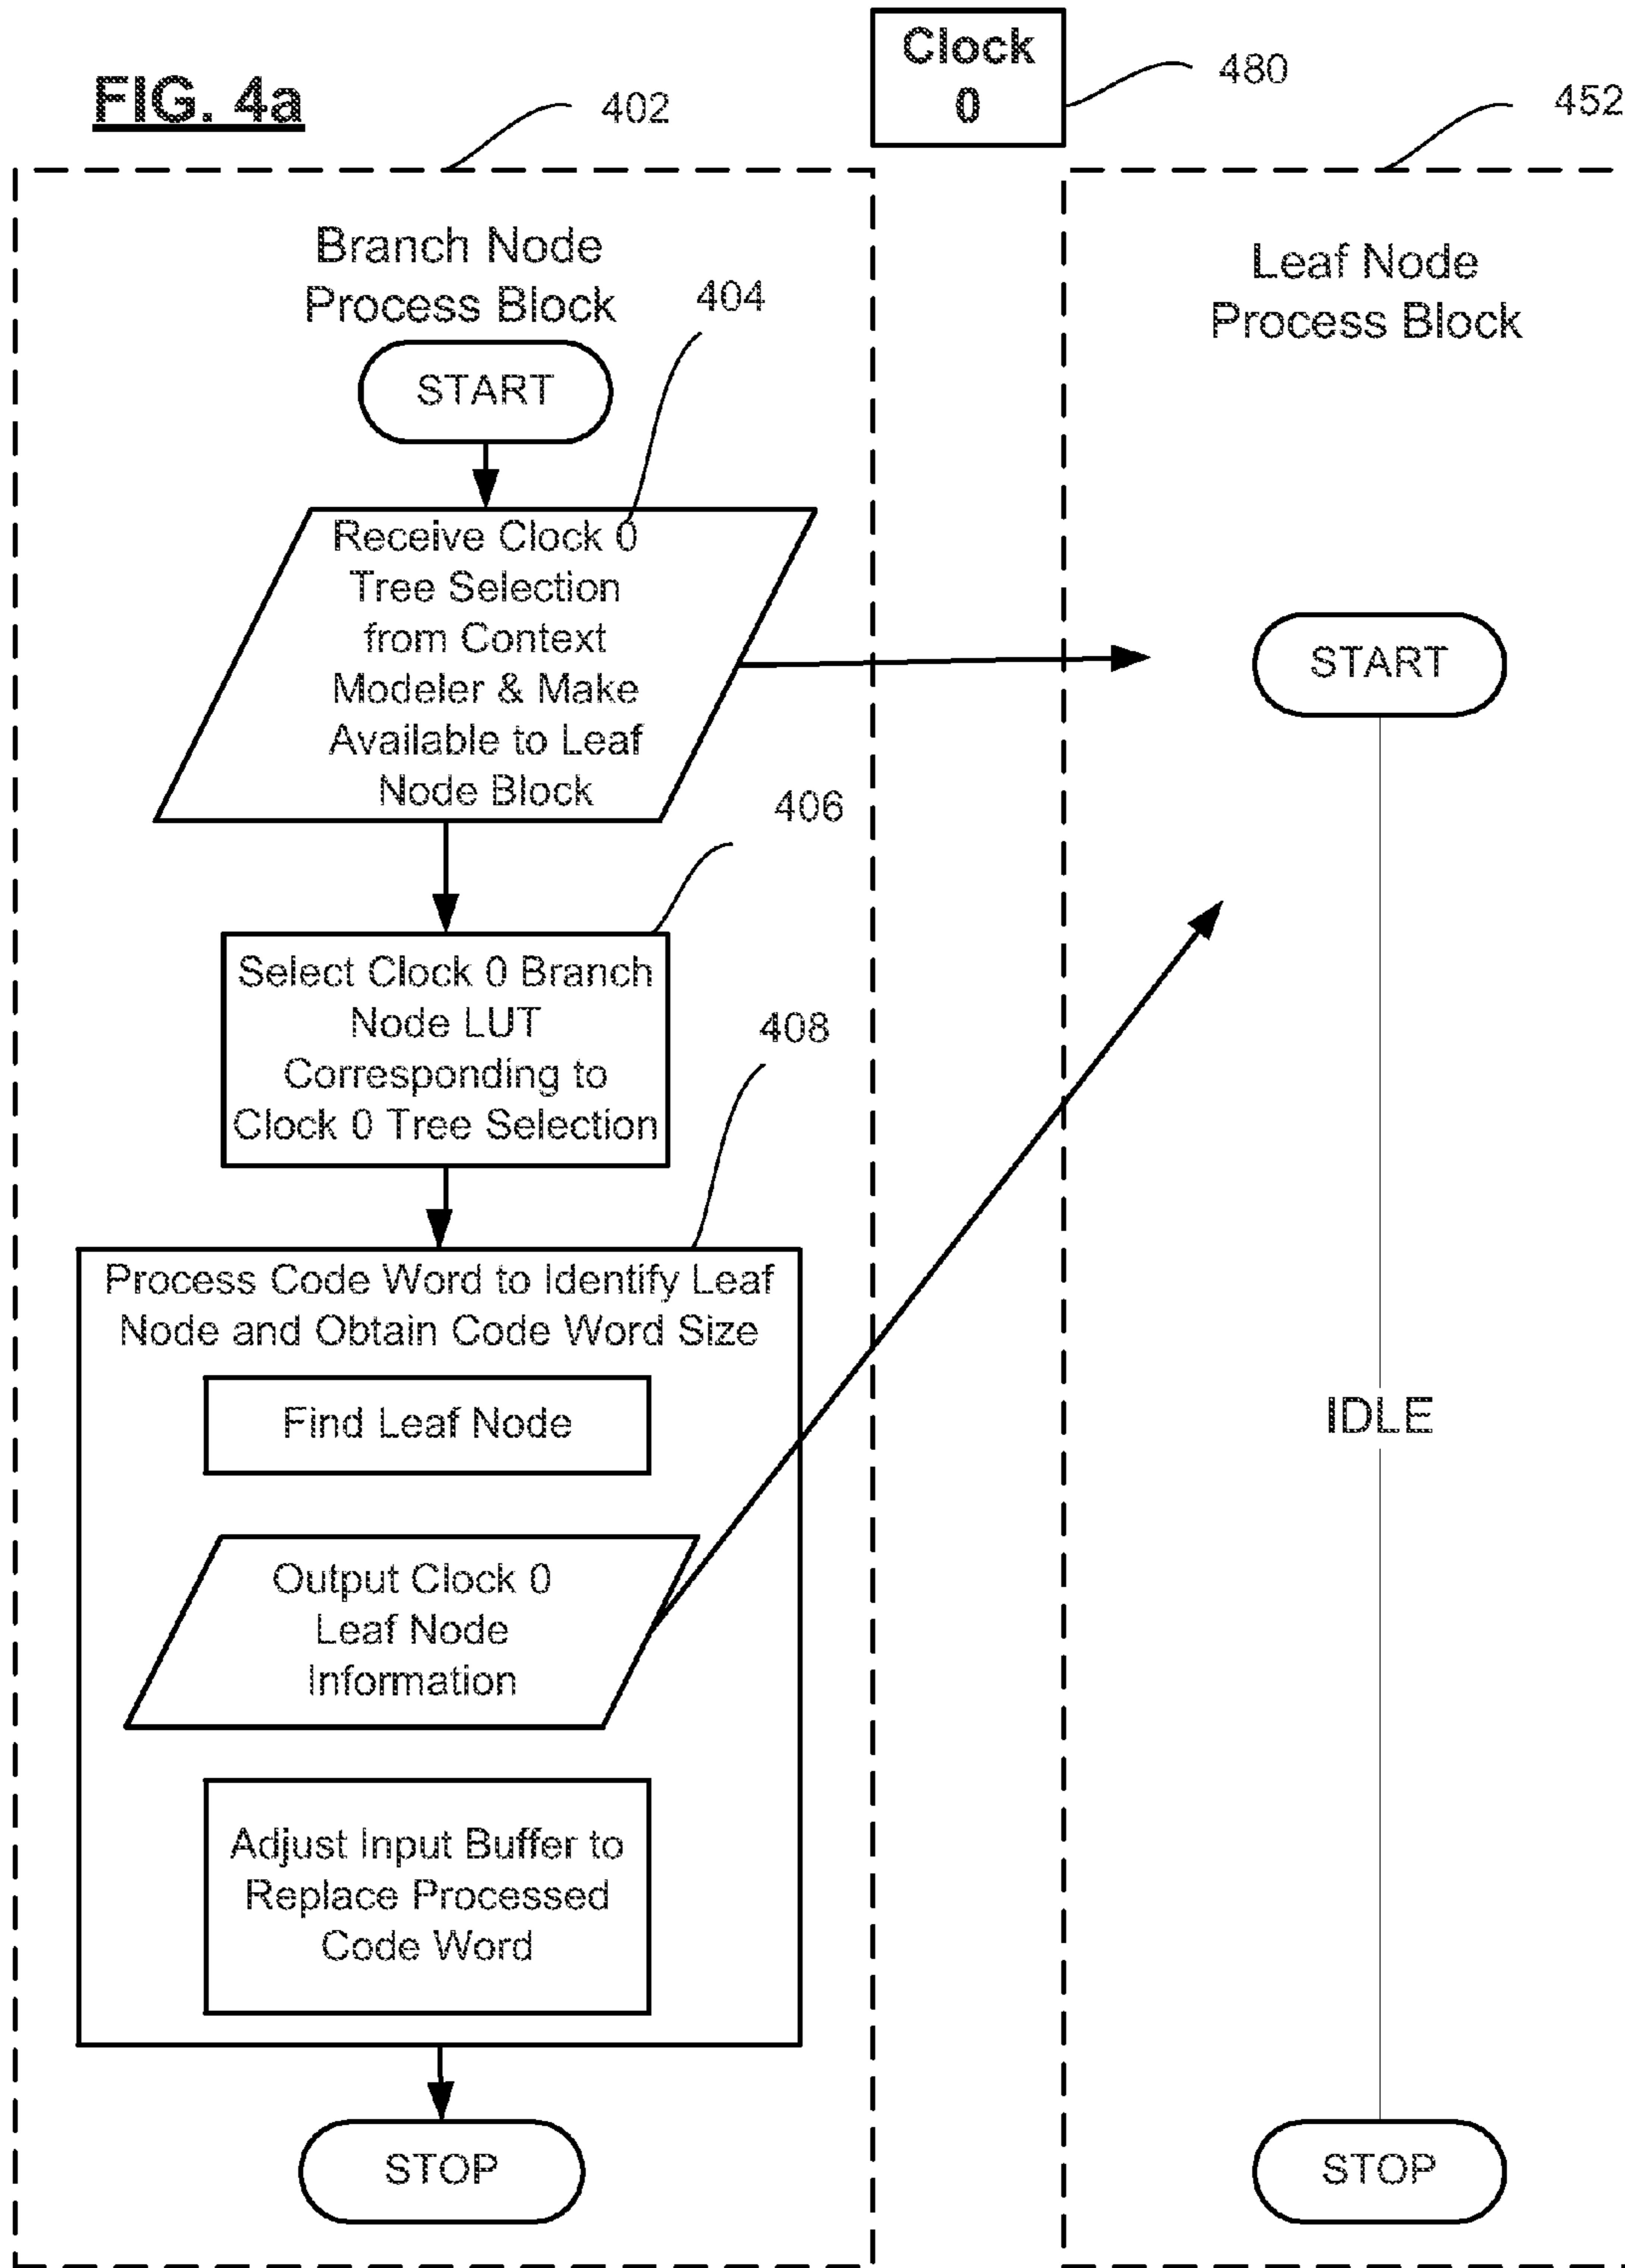 FIG. 4a
402
Clock
0
480
452
Branch Node
Process Block
404
START
Receive Clock 0
Tree Selection
from Context
Modeler & Make
Available to Leaf
Node Block
406
Select Clock 0 Branch
Node LUT
Corresponding to
Clock 0 Tree Selection
408
Process Code Word to Identify Leaf
Node and Obtain Code Word Size
Find Leaf Node
Output Clock 0
Leaf Node
Information
Adjust Input Buffer to
Replace Processed
Code Word
STOP
Leaf Node
Process Block
START
IDLE
STOP